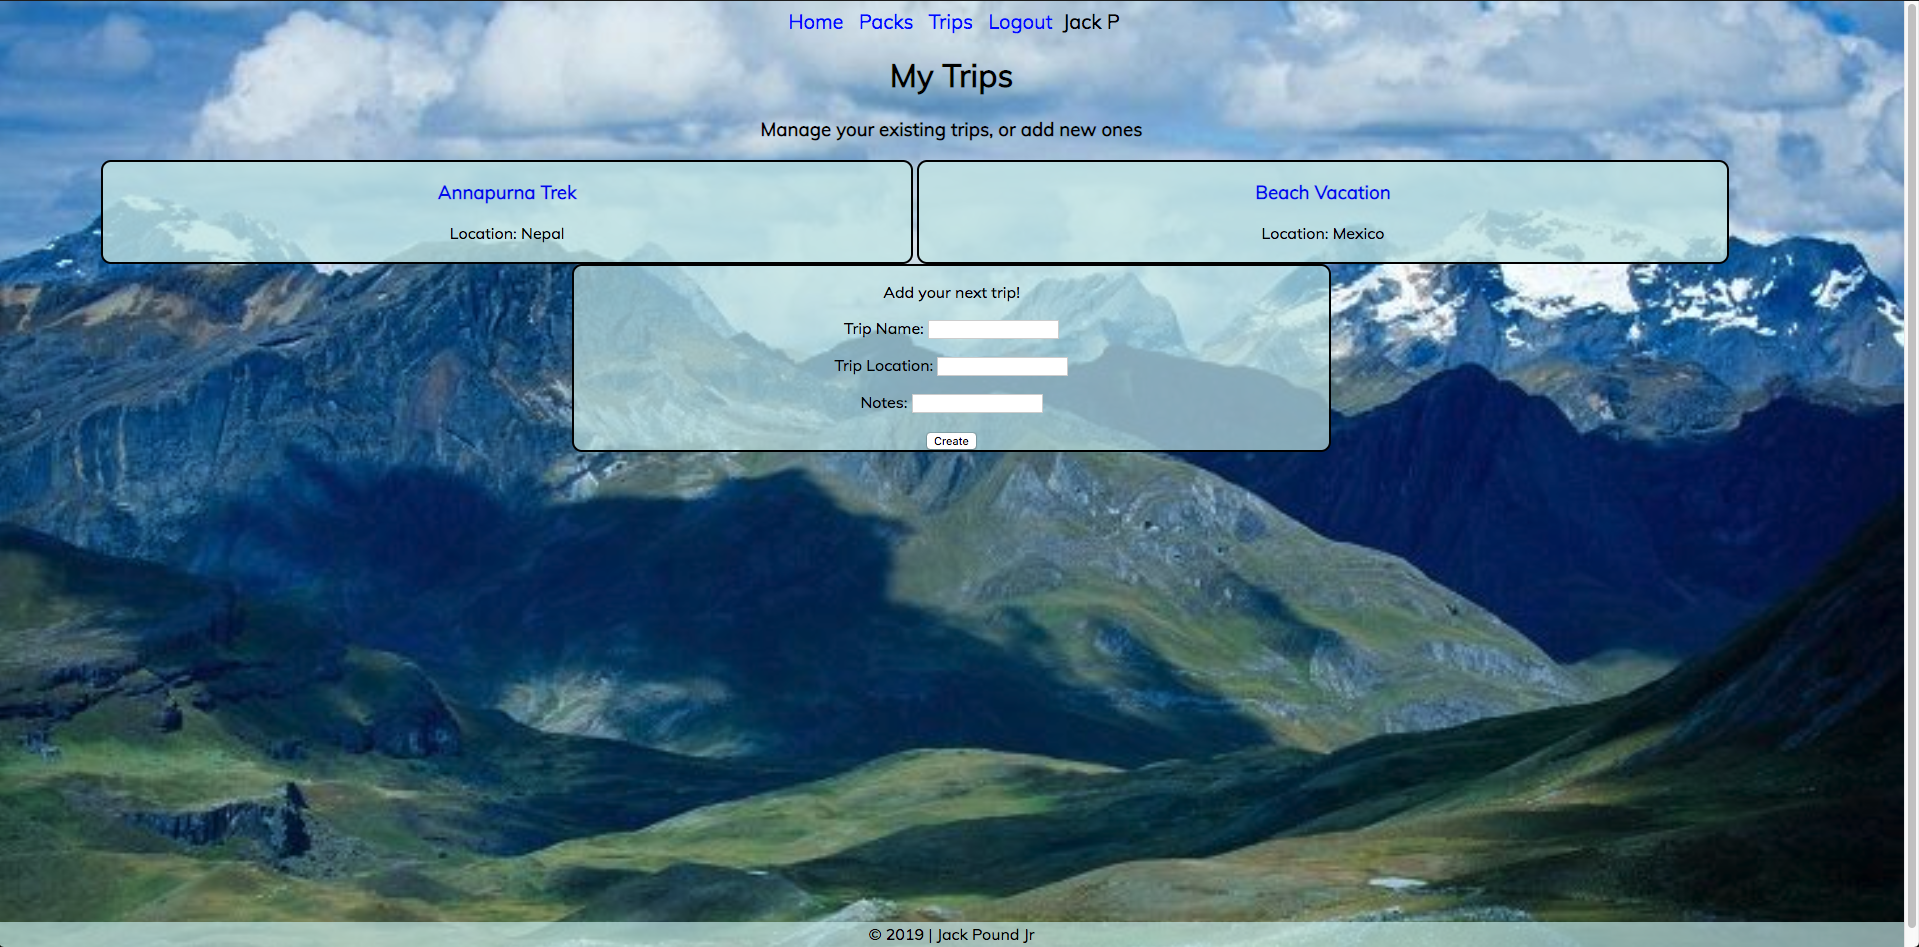 Home Packs Trips Logout Jack P
My Trips
Manage your existing trips, or add new ones
Annapurna Trek
Location: Nepal
Beach Vacation
Location: Mexico
Add your next trip!
Trip Name:
Trip Location:
Notes:
Create
© 2019 | Jack Pound Jr